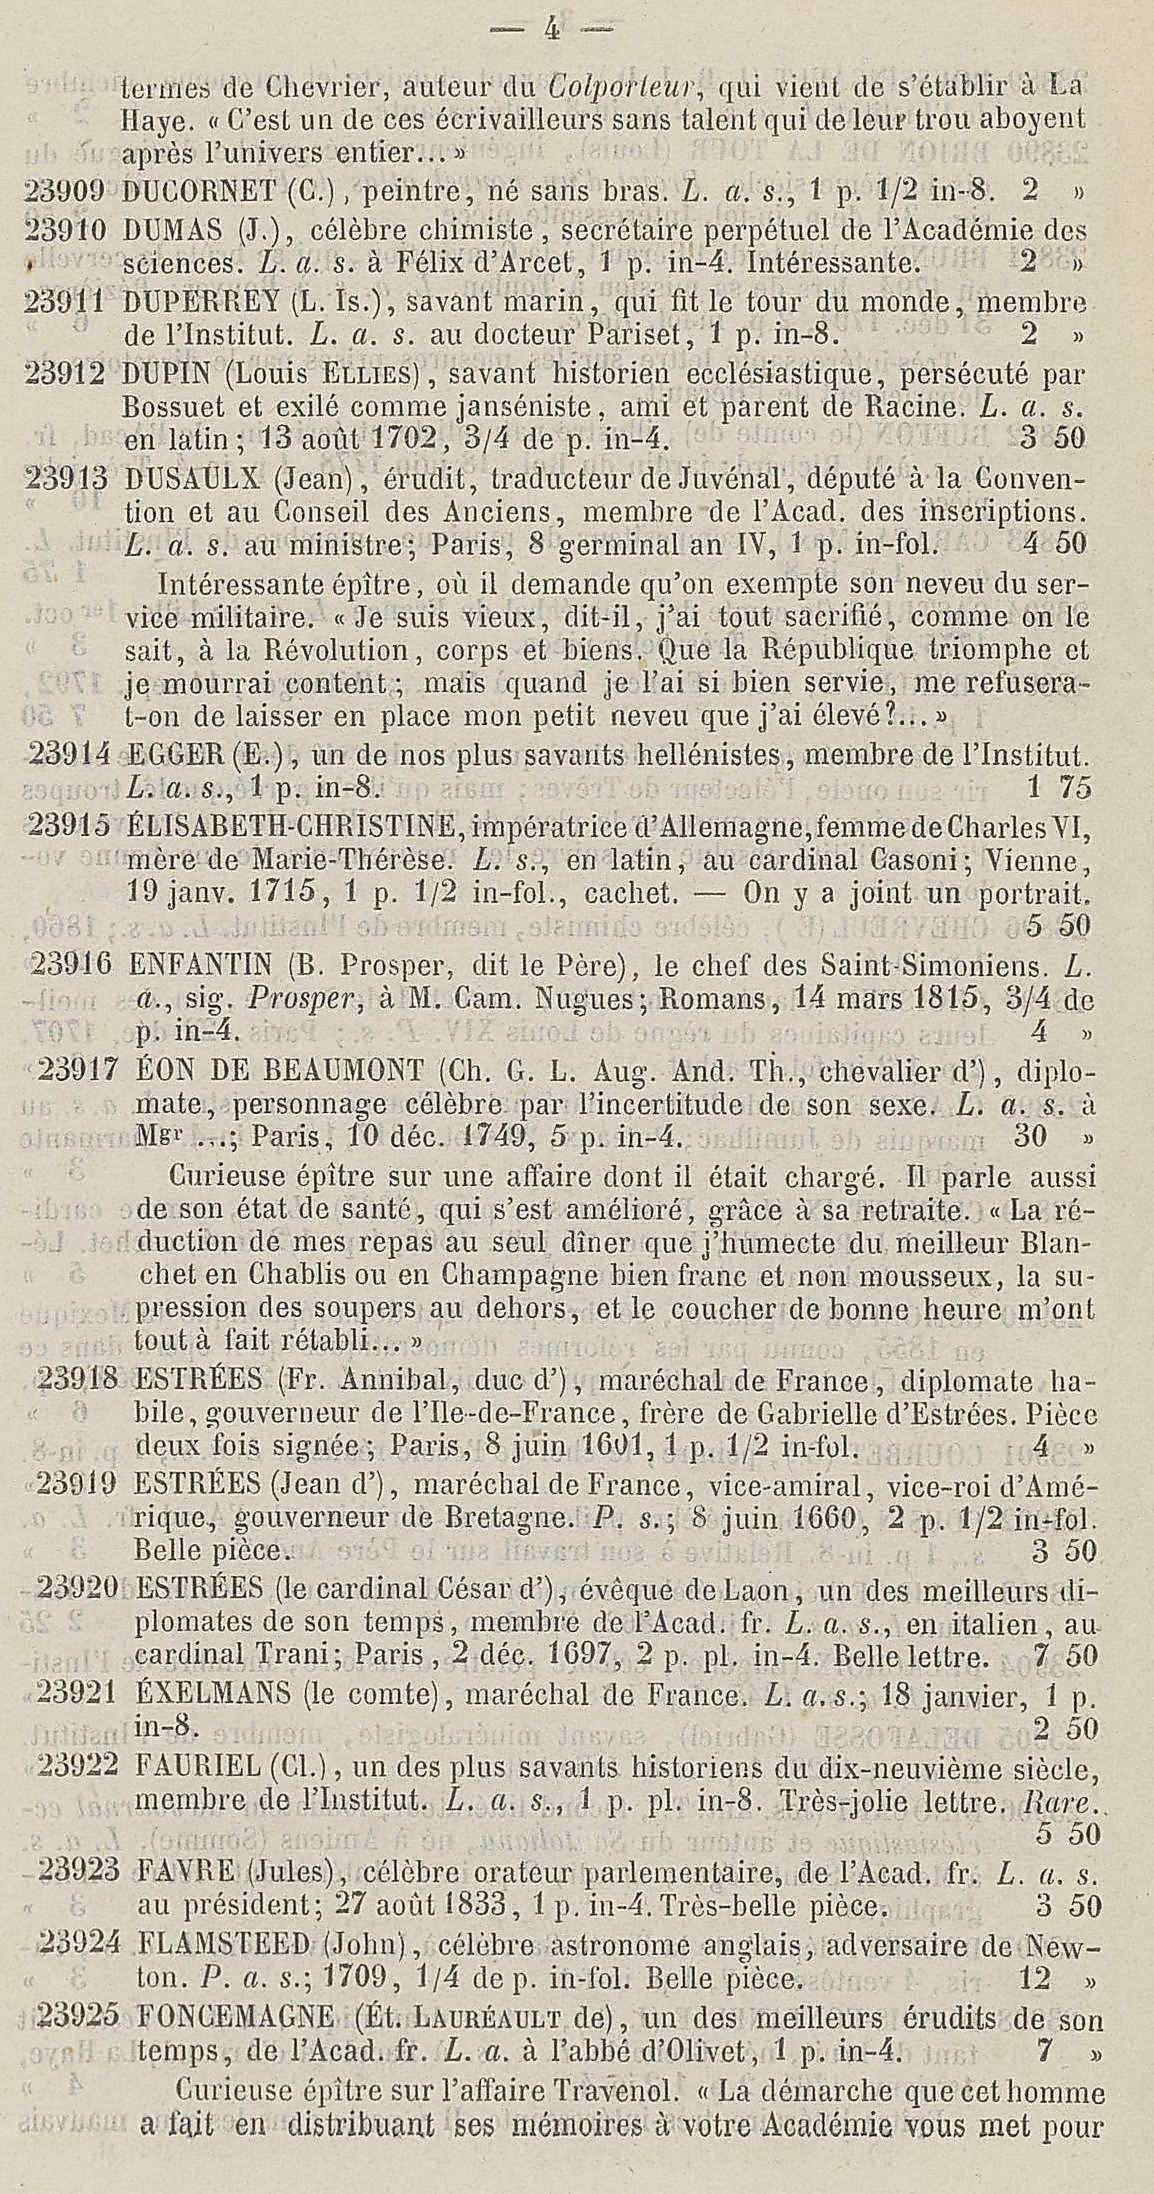 — 4 —
termes de Chevrier, auteur du Colporteur, qui vient de s'établir à La
Haye. « C'est un de ces écrivailleurs sans talent qui de leur trou aboyent
après l'univers entier... »
23909 DUCORNET (C.), peintre, né sans bras. L. a. s., 1 p. 1/2 in-8. 2 »
23910 DUMAS (J.), célèbre chimiste, secrétaire perpétuel de l'Académie des
sciences. L. a. s. à Félix d'Arcet, 1 p. in-4. Intéressante. 2 »
23911 DUPERREY (L. Is.), savant marin, qui fit le tour du monde, membre
de l'Institut. L. a. s. au docteur Pariset, 1 p. in-8. 2 »
23912 DUPIN (Louis ELLIES), savant historien ecclésiastique, persécuté par
Bossuet et exilé comme janséniste, ami et parent de Racine. L. a. s.
en latin; 13 août 1702, 3/4 de p. in-4. 3 50
23913 DUSAULX (Jean), érudit, traducteur de Juvénal, député à la Conven-
tion et au Conseil des Anciens, membre de l'Acad. des inscriptions.
L. a. s. au ministre; Paris, 8 germinal an IV, 1 p. in-fol. 4 50
Intéressante épître, où il demande qu'on exempte son neveu du ser-
vice militaire. « Je suis vieux, dit-il, j'ai tout sacrifié, comme on le
sait, à la Révolution, corps et biens. Que la République triomphe et
je mourrai content; mais quand je l'ai si bien servie, me refusera-
t-on de laisser en place mon petit neveu que j'ai élevé?... »
23914 EGGER (E.), un de nos plus savants hellénistes, membre de l'Institut.
L. a. s., 1 p. in-8. 1 75
23915 ÉLISABETH-CHRISTINE, impératrice d'Allemagne, femme de Charles VI,
mère de Marie-Thérèse. L. s., en latin, au cardinal Casoni; Vienne,
19 janv. 1715, 1 p. 1/2 in-fol., cachet. — On y a joint un portrait.
5 50
23916 ENFANTIN (B. Prosper, dit le Père), le chef des Saint-Simoniens. L.
a., sig. Prosper, à M. Cam. Nugues; Romans, 14 mars 1815, 3/4 de
p. in-4. 4 »
23917 ÉON DE BEAUMONT (Ch. G. L. Aug. And. Th., chevalier d'), diplo-
mate, personnage célèbre par l'incertitude de son sexe. L. a. s. à
Mgr ...; Paris, 10 déc. 1749, 5 p. in-4. 30 »
Curieuse épître sur une affaire dont il était chargé. Il parle aussi
de son état de santé, qui s'est amélioré, grâce à sa retraite. « La ré-
duction de mes repas au seul dîner que j'humecte du meilleur Blan-
chet en Chablis ou en Champagne bien franc et non mousseux, la su-
pression des soupers au dehors, et le coucher de bonne heure m'ont
tout à fait rétabli... »
23918 ESTRÉES (Fr. Annibal, duc d'), maréchal de France, diplomate ha-
bile, gouverneur de l'Ile-de-France, frère de Gabrielle d'Estrées. Pièce
deux fois signée; Paris, 8 juin 1601, 1 p. 1/2 in-fol. 4 »
23919 ESTRÉES (Jean d'), maréchal de France, vice-amiral, vice-roi d'Amé-
rique, gouverneur de Bretagne. P. s.; 8 juin 1660, 2 p. 1/2 in-fol.
Belle pièce. 3 50
23920 ESTRÉES (le cardinal César d'), évêque de Laon, un des meilleurs di-
plomates de son temps, membre de l'Acad. fr. L. a. s., en italien, au
cardinal Trani; Paris, 2 déc. 1697, 2 p. pl. in-4. Belle lettre. 7 50
23921 ÉXELMANS (le comte), maréchal de France. L. a. s.; 18 janvier, 1 p.
in-8. 2 50
23922 FAURIEL (Cl.), un des plus savants historiens du dix-neuvième siècle,
membre de l'Institut. L. a. s., 1 p. pl. in-8. Très-jolie lettre. Rare.
5 50
23923 FAVRE (Jules), célèbre orateur parlementaire, de l'Acad. fr. L. a. s.
au président; 27 août 1833, 1 p. in-4. Très-belle pièce. 3 50
23924 FLAMSTEED (John), célèbre astronome anglais, adversaire de New-
ton. P. a. s.; 1709, 1/4 de p. in-fol. Belle pièce. 12 »
23925 FONCEMAGNE (Ét. LAURÉAULT de), un des meilleurs érudits de son
temps, de l'Acad. fr. L. a. à l'abbé d'Olivet, 1 p. in-4. 7 »
Curieuse épître sur l'affaire Travenol. « La démarche que cet homme
a fait en distribuant ses mémoires à votre Académie vous met pour